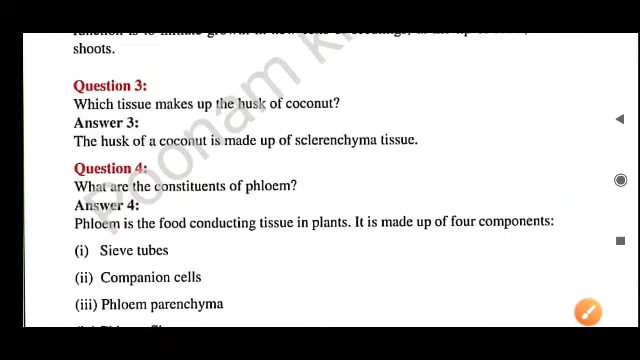 shoots.
Question 3:
Which tissue makes up the husk of coconut?
Answer 3:
The husk of a coconut is made up of sclerenchyma tissue.
Question 4:
What are the constituents of phloem?
Answer 4:
Phloem is the food conducting tissue in plants. It is made up of four components:
(i) Sieve tubes
(ii) Companion cells
(iii) Phloem parenchyma